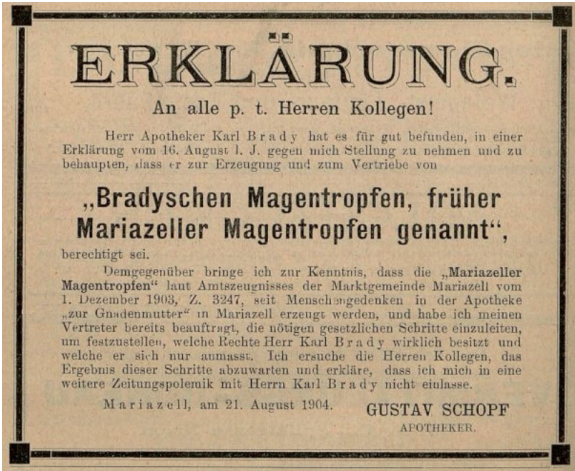 ERKLÄRUNG.
An alle p. t. Herren Kollegen!
Herr Apotheker Karl Brady hat es für gut befunden, in einer
Erklärung vom 16. August l. J. gegen mich Stellung zu nehmen und zu
behaupten, dass er zur Erzeugung und zum Vertriebe von
„Bradyschen Magentropfen, früher
Mariazeller Magentropfen genannt“,
berechtigt sei.
Demgegenüber bringe ich zur Kenntnis, dass die „Mariazeller
Magentropfen“ laut Amtszeugnisses der Marktgemeinde Mariazell vom
1. Dezember 1903, Z. 3247, seit Menschengedenken in der Apotheke
„zur Gnadenmutter“ in Mariazell erzeugt werden, und habe ich meinen
Vertreter bereits beauftragt, die nötigen gesetzlichen Schritte einzuleiten,
um festzustellen, welche Rechte Herr Karl Brady wirklich besitzt und
welche er sich nur anmasst. Ich ersuche die Herren Kollegen, das
Ergebnis dieser Schritte abzuwarten und erkläre, dass ich mich in eine
weitere Zeitungspolemik mit Herrn Karl Brady nicht einlasse.
Mariazell, am 21. August 1904.
GUSTAV SCHOPF
APOTHEKER.